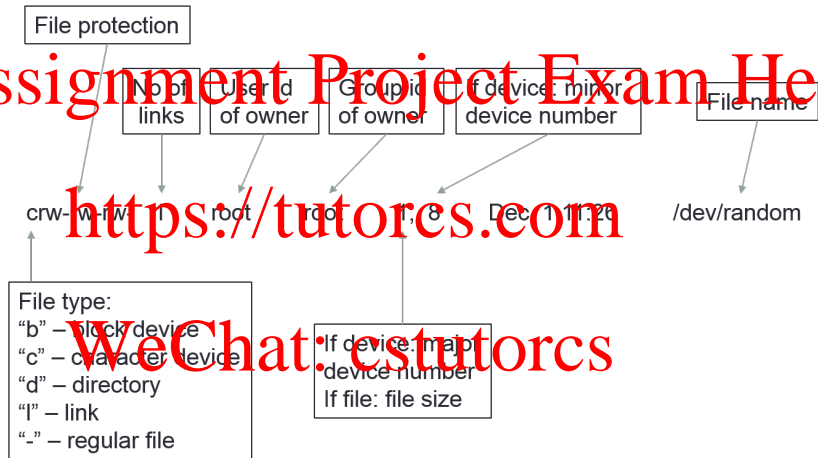 File protection
Assignment Project Exam Help
No of
links
User id
of owner
Group id
of owner
If device: minor
device number
File name
crw-rw-rw- 1 root root 1, 8 Dec 1 11:26 /dev/random
https://tutorcs.com
File type:
“b” – block device
“c” – character device
“d” – directory
“l” – link
“-” – regular file
WeChat: cstutorcs
If device: major
device number
If file: file size